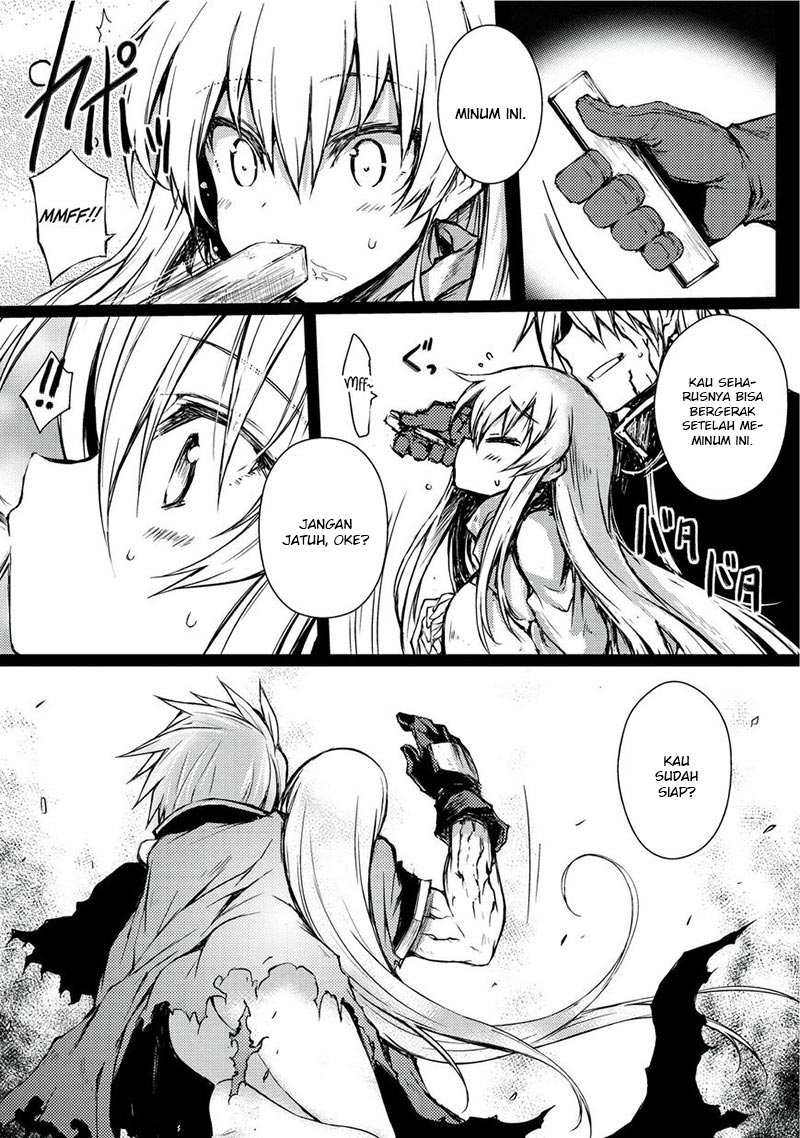 MINUM INI.
カポッ
MMFF!!
KAU SEHA-
RUSNYA BISA
BERGERAK
SETELAH ME-
MINUM INI.
ぐっ
Mff~
バタ
バタ
!!
JANGAN
JATUH, OKE?
KAU
SUDAH
SIAP?